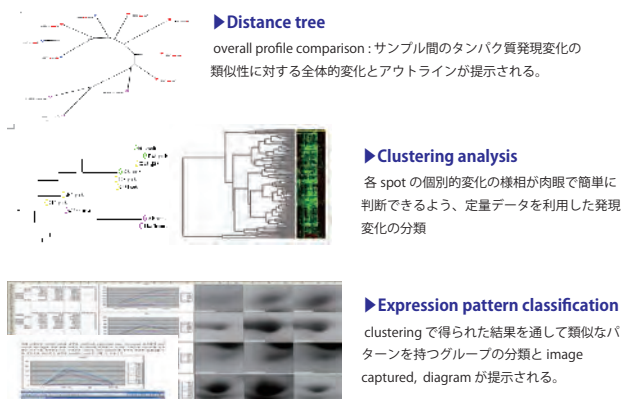 ▶Distance tree
overall profile comparison : サンプル間のタンパク質発現変化の
類似性に対する全体的変化とアウトラインが提示される。
▶Clustering analysis
各 spot の個別的変化の様相が肉眼で簡単に
判断できるよう、定量データを利用した発現
変化の分類
▶Expression pattern classification
clustering で得られた結果を通して類似なパ
ターンを持つグループの分類と image
captured, diagram が提示される。